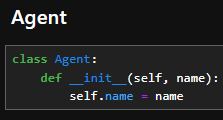 Agent
class Agent:
    def __init__(self, name):
        self.name = name